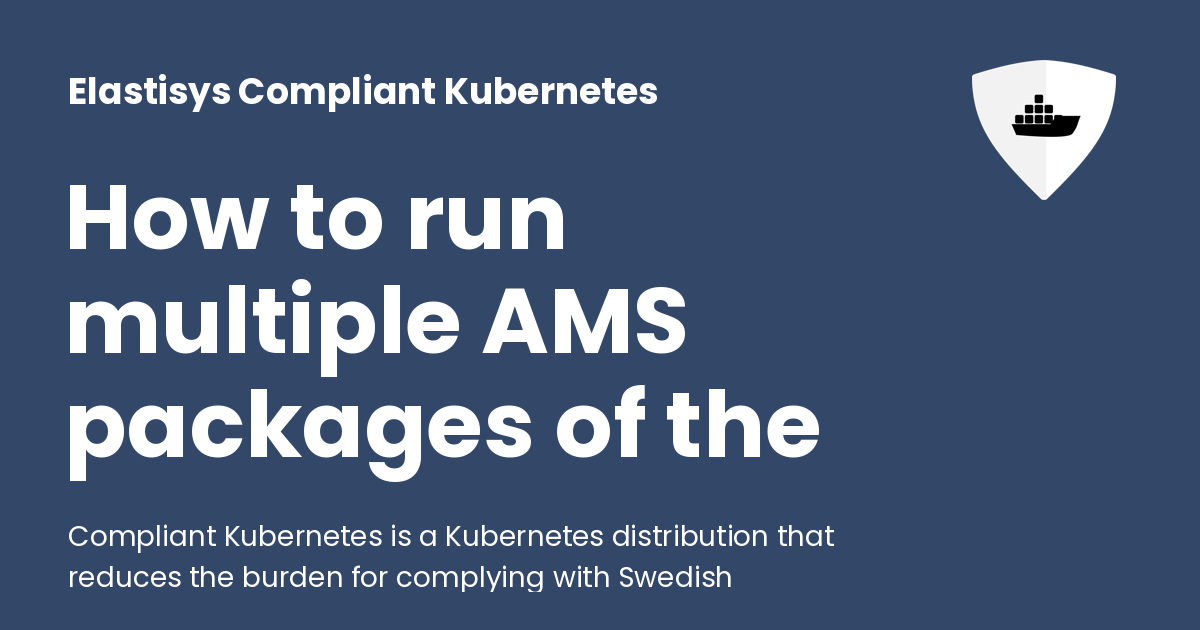 Elastisys Compliant Kubernetes
How to run
multiple AMS
packages of the
Compliant Kubernetes is a Kubernetes distribution that
reduces the burden for complying with Swedish